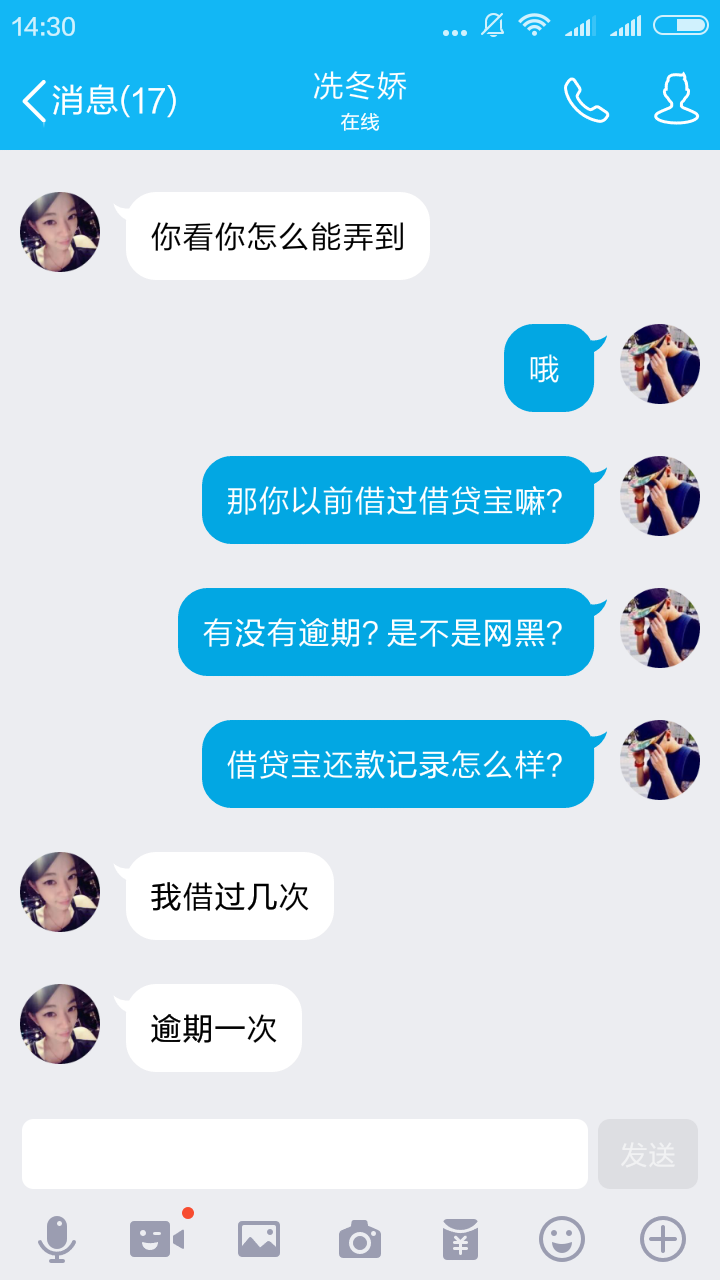 14:30
消息(17)
冼冬娇
在线
你看你怎么能弄到
哦
那你以前借过借贷宝嘛?
有没有逾期? 是不是网黑?
借贷宝还款记录怎么样?
我借过几次
逾期一次
发送